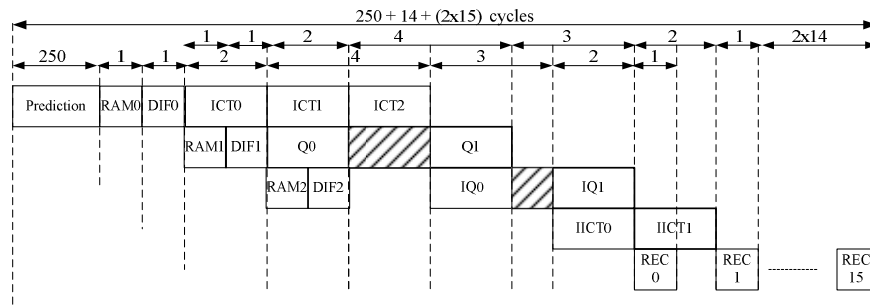 250 + 14 + (2x15) cycles
1 1 2 4 3 2 1 2x14
250 1 1 2 4 3 2 1
Prediction RAM0 DIF0 ICT0 ICT1 ICT2
RAM1 DIF1 Q0 Q1
RAM2 DIF2 IQ0 IQ1
IICT0 IICT1
REC REC REC
0 1 15